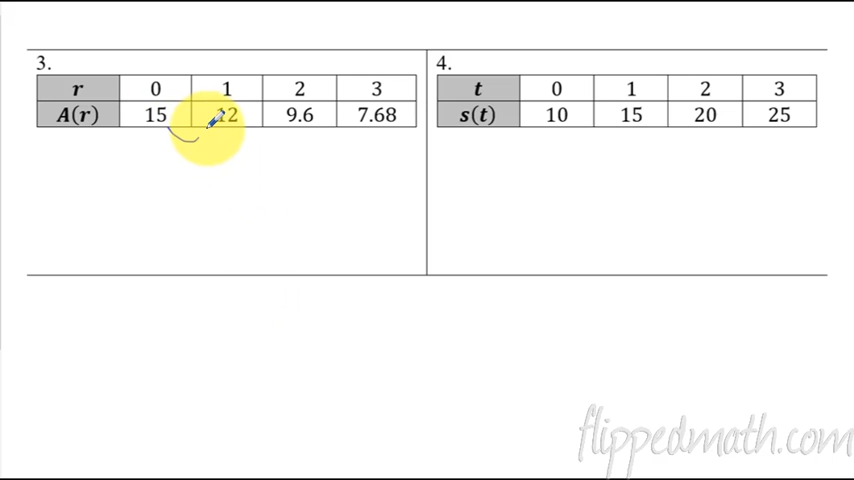 3.
r 0 1 2 3
A(r) 15 12 9.6 7.68
4.
t 0 1 2 3
s(t) 10 15 20 25
flippedmath.com